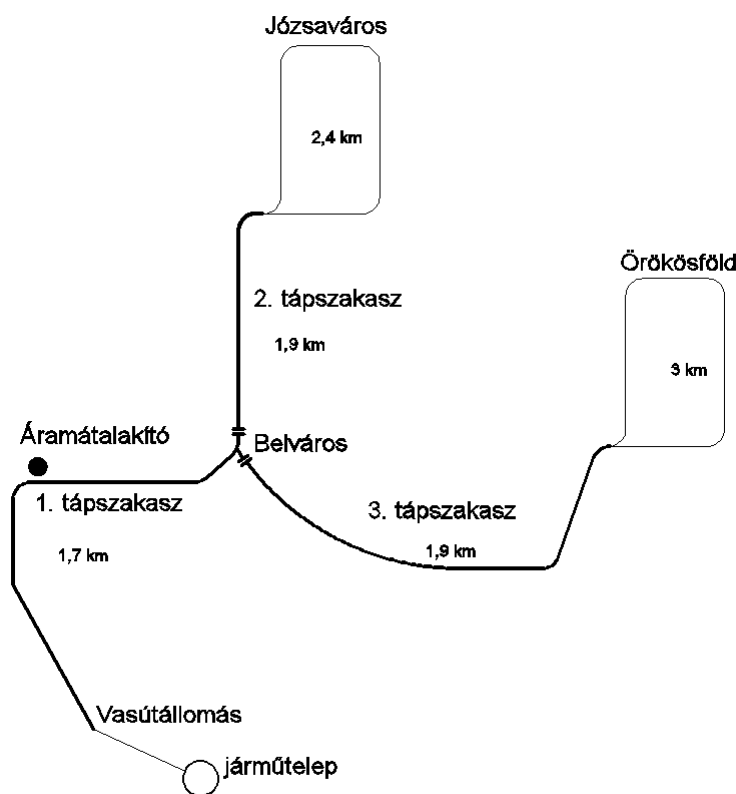 Józsaváros
2,4 km
Örökösföld
2. tápszakasz
1,9 km
3 km
Áramátalakító
Belváros
1. tápszakasz
3. tápszakasz
1,7 km
1,9 km
Vasútállomás
járműtelep